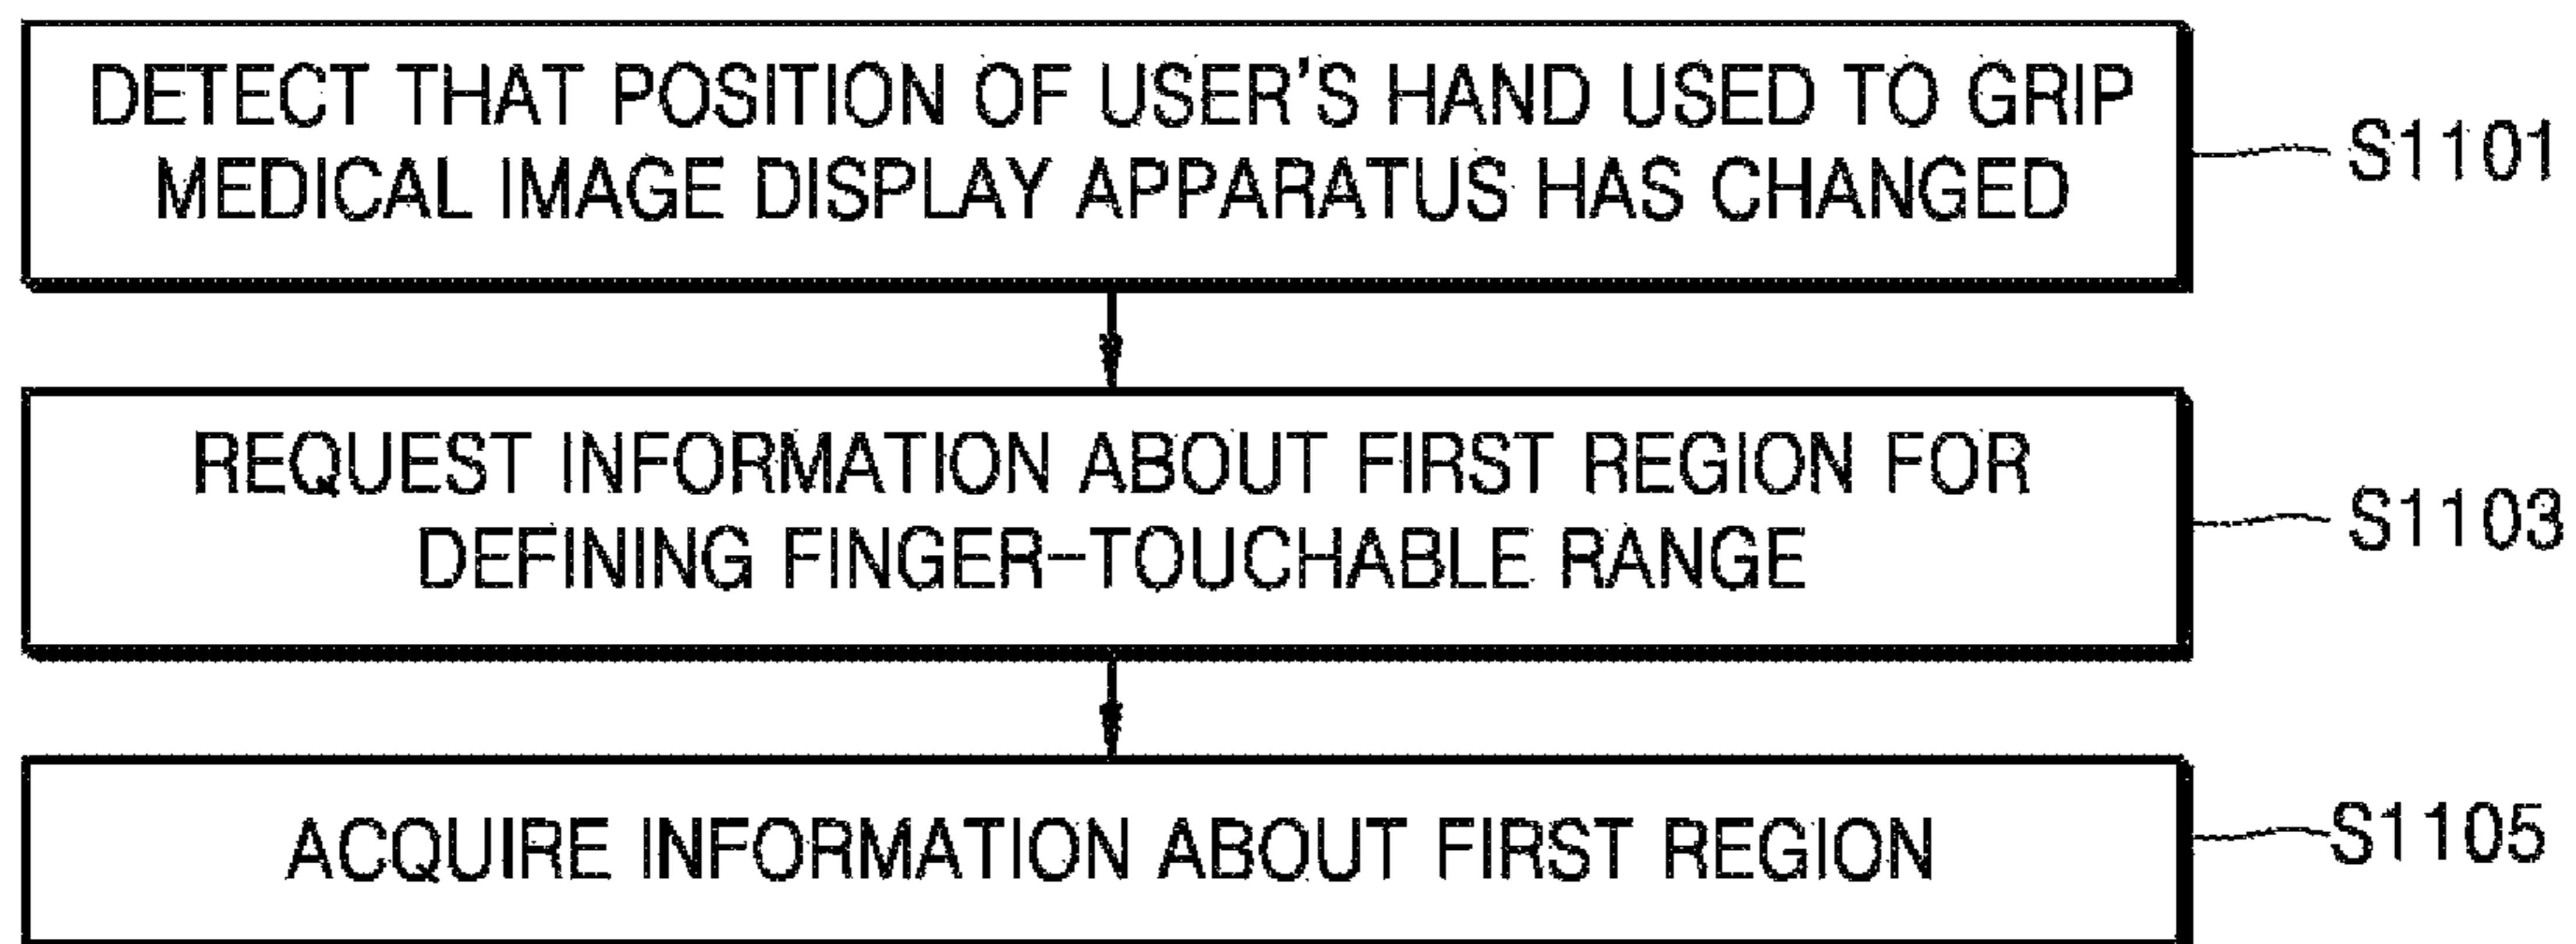 DETECT THAT POSITION OF USER'S HAND USED TO GRIP
MEDICAL IMAGE DISPLAY APPARATUS HAS CHANGED
S1101
REQUEST INFORMATION ABOUT FIRST REGION FOR
DEFINING FINGER-TOUCHABLE RANGE
S1103
ACQUIRE INFORMATION ABOUT FIRST REGION
S1105